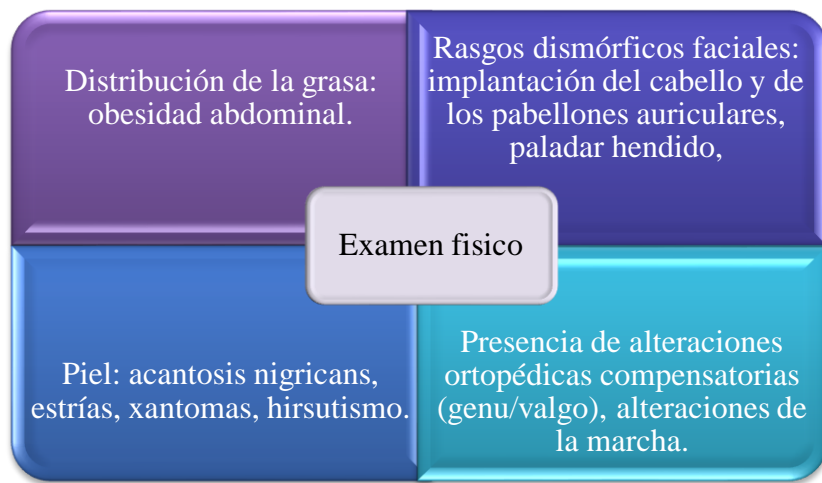 Distribución de la grasa:
obesidad abdominal.
Rasgos dismórficos faciales:
implantación del cabello y de
los pabellones auriculares,
paladar hendido,
Examen fisico
Piel: acantosis nigricans,
estrías, xantomas, hirsutismo.
Presencia de alteraciones
ortopédicas compensatorias
(genu/valgo), alteraciones de
la marcha.